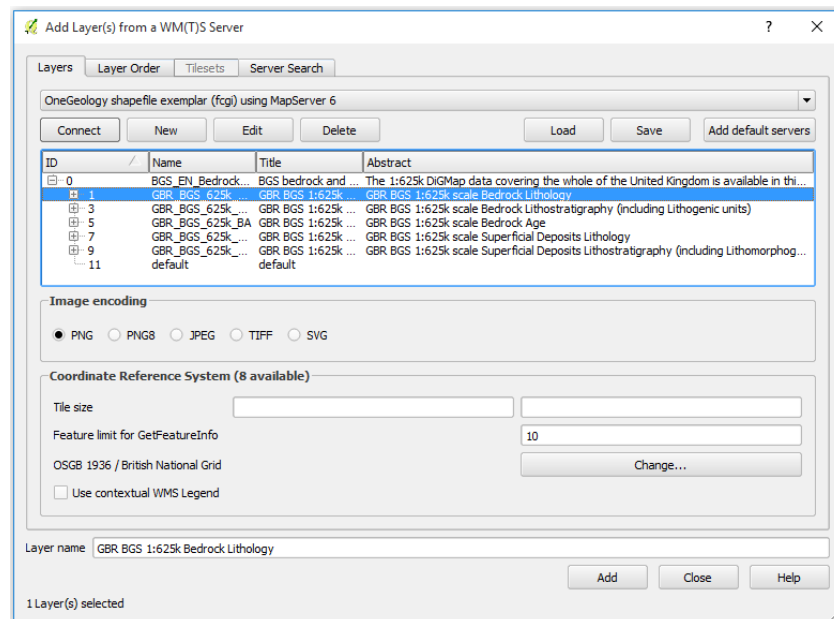 Add Layer(s) from a WM(T)S Server ?
Layers Layer Order Tilesets Server Search
OneGeology shapefile exemplar (fcgi) using MapServer 6
Connect New Edit Delete Load Save Add default servers
ID Name Title Abstract
0 BGS_EN_Bedrock... BGS bedrock and ... The 1:625k DiGMap data covering the whole of the United Kingdom is available in thi...
1 GBR_BGS_625k_... GBR BGS 1:625k ... GBR BGS 1:625k scale Bedrock Lithology
3 GBR_BGS_625k_... GBR BGS 1:625k ... GBR BGS 1:625k scale Bedrock Lithostratigraphy (including Lithogenic units)
5 GBR_BGS_625k_BA GBR BGS 1:625k ... GBR BGS 1:625k scale Bedrock Age
7 GBR_BGS_625k_... GBR BGS 1:625k ... GBR BGS 1:625k scale Superficial Deposits Lithology
9 GBR_BGS_625k_... GBR BGS 1:625k ... GBR BGS 1:625k scale Superficial Deposits Lithostratigraphy (including Lithomorphog...
11 default default
Image encoding
PNG PNG8 JPEG TIFF SVG
Coordinate Reference System (8 available)
Tile size
Feature limit for GetFeatureInfo 10
OSGB 1936 / British National Grid Change...
Use contextual WMS Legend
Layer name GBR BGS 1:625k Bedrock Lithology
Add Close Help
1 Layer(s) selected